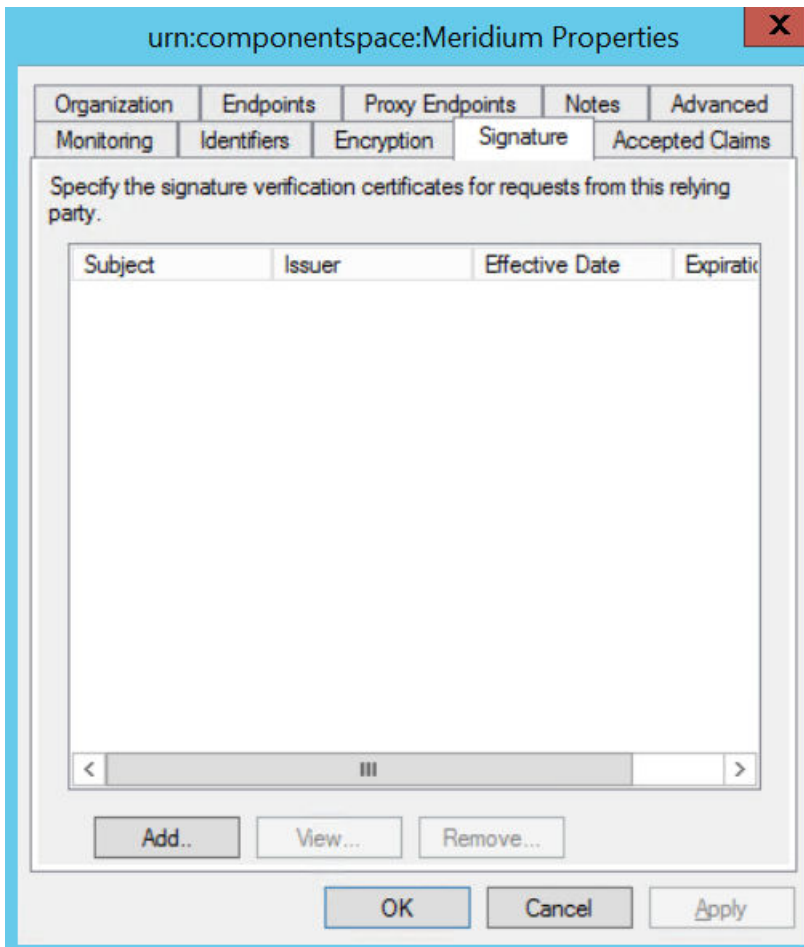 urn:componentspace:Meridium Properties
X
Organization Endpoints Proxy Endpoints Notes Advanced
Monitoring Identifiers Encryption Signature Accepted Claims
Specify the signature verification certificates for requests from this relying
party.
Subject Issuer Effective Date Expiratio
Add.. View... Remove...
OK Cancel Apply